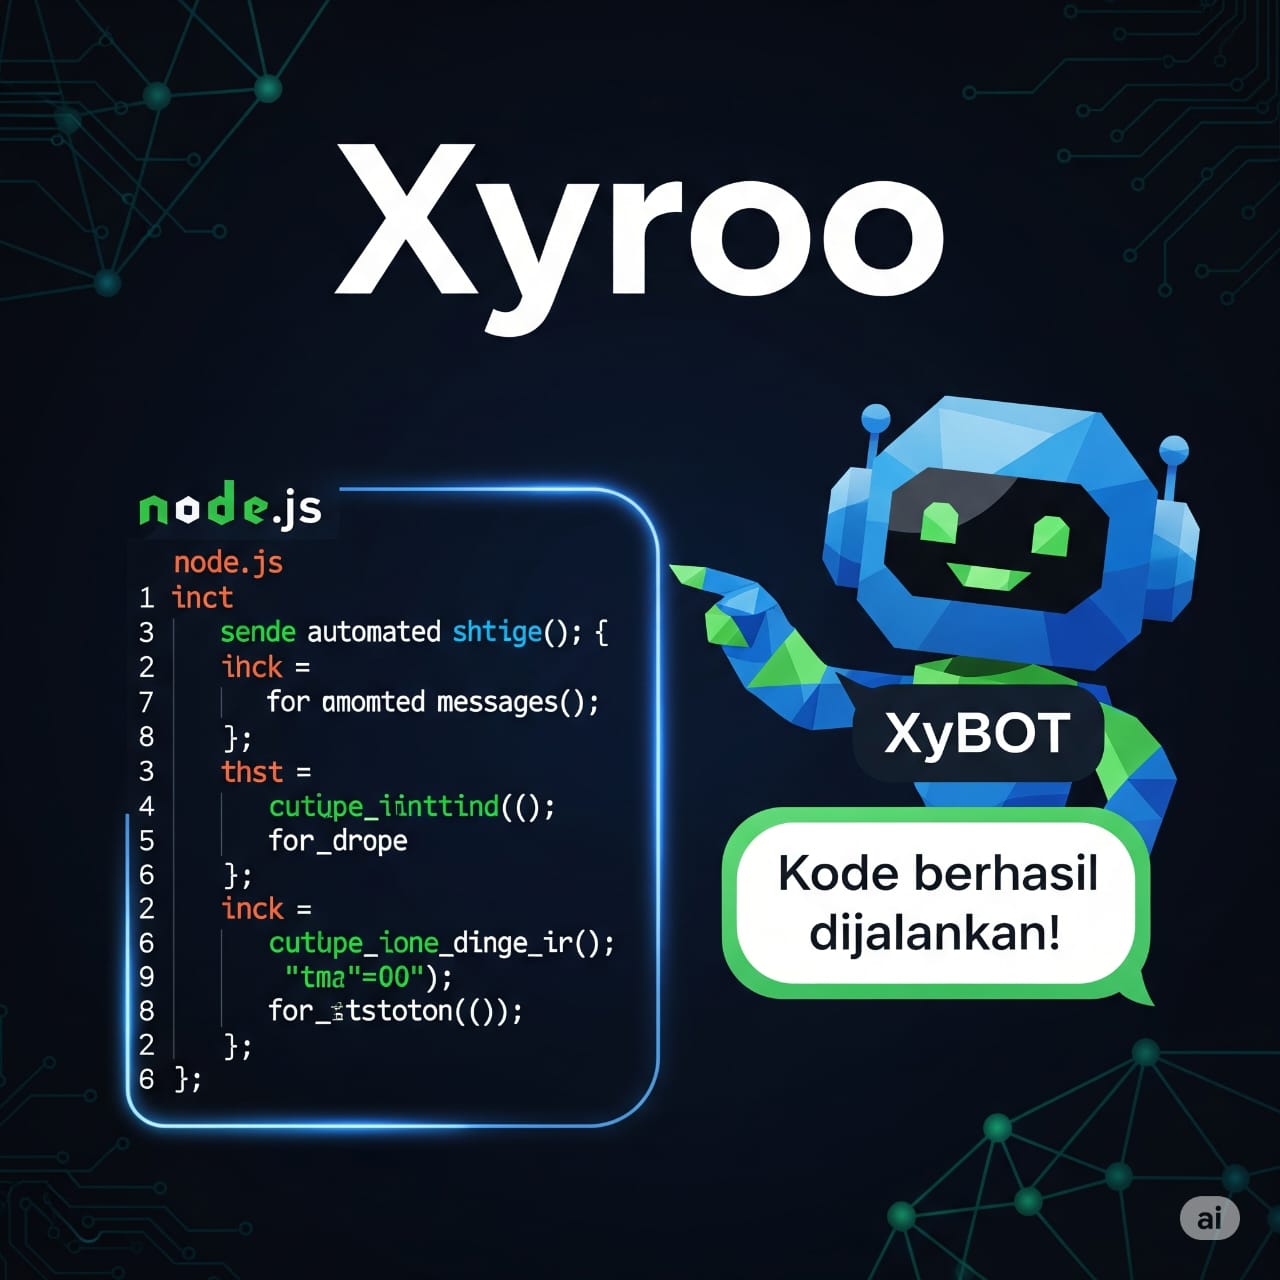 Xyroo
node.js
node.js
1 inct
3 sende automated shtige(); {
2 ihck =
7 for amomted messages();
8 };
3 thst =
4 (();
5 for_drope
6 };
2 inck =
6
9 "tma"=00");
8
2 };
6 };
XyBOT
Kode berhasil
dijalankan!
ai